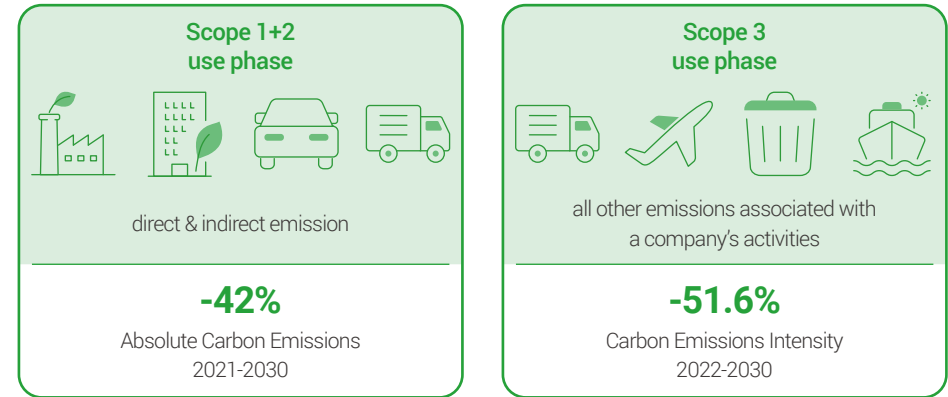 Scope 1+2
use phase
direct & indirect emission
-42%
Absolute Carbon Emissions
2021-2030
Scope 3
use phase
all other emissions associated with
a company's activities
-51.6%
Carbon Emissions Intensity
2022-2030